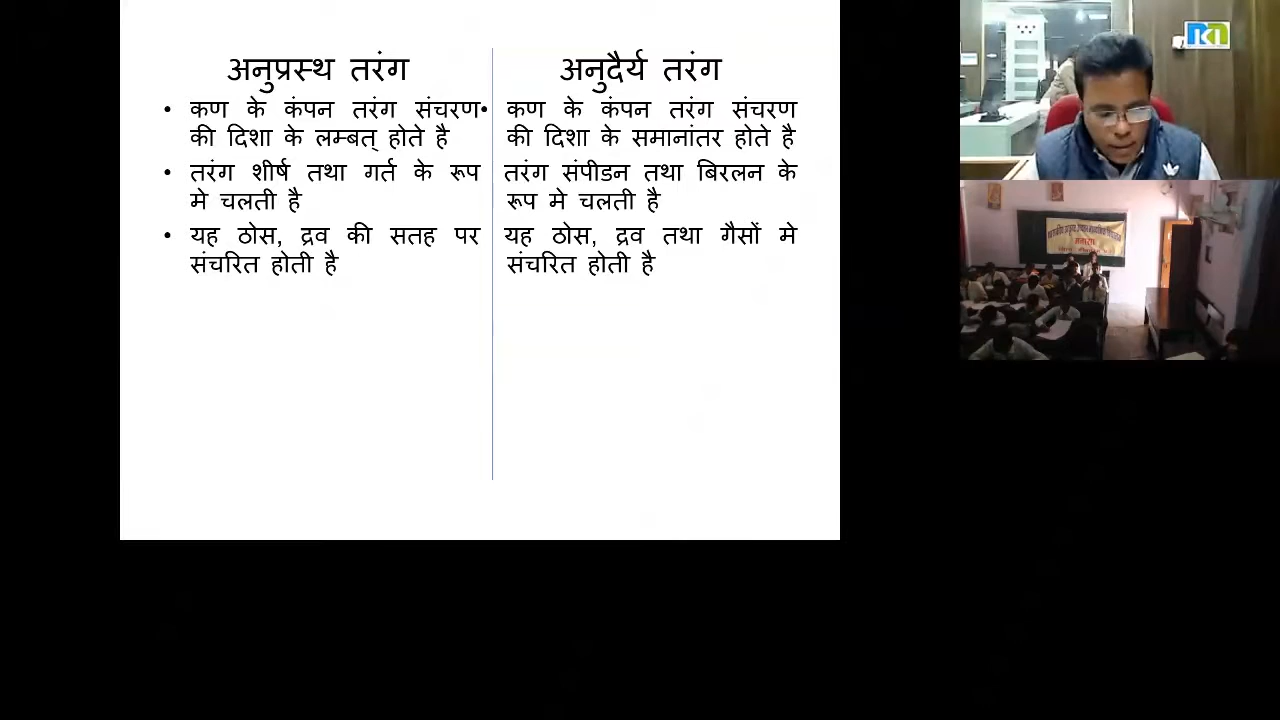 अनुप्रस्थ तरंग
• कण के कंपन तरंग संचरण
की दिशा के लम्बत् होते है
• तरंग शीर्ष तथा गर्त के रूप
मे चलती है
• यह ठोस, द्रव की सतह पर
संचरित होती है
अनुदैर्य तरंग
• कण के कंपन तरंग संचरण
की दिशा के समानांतर होते है
तरंग संपीडन तथा बिरलन के
रूप मे चलती है
यह ठोस, द्रव तथा गैसों मे
संचरित होती है